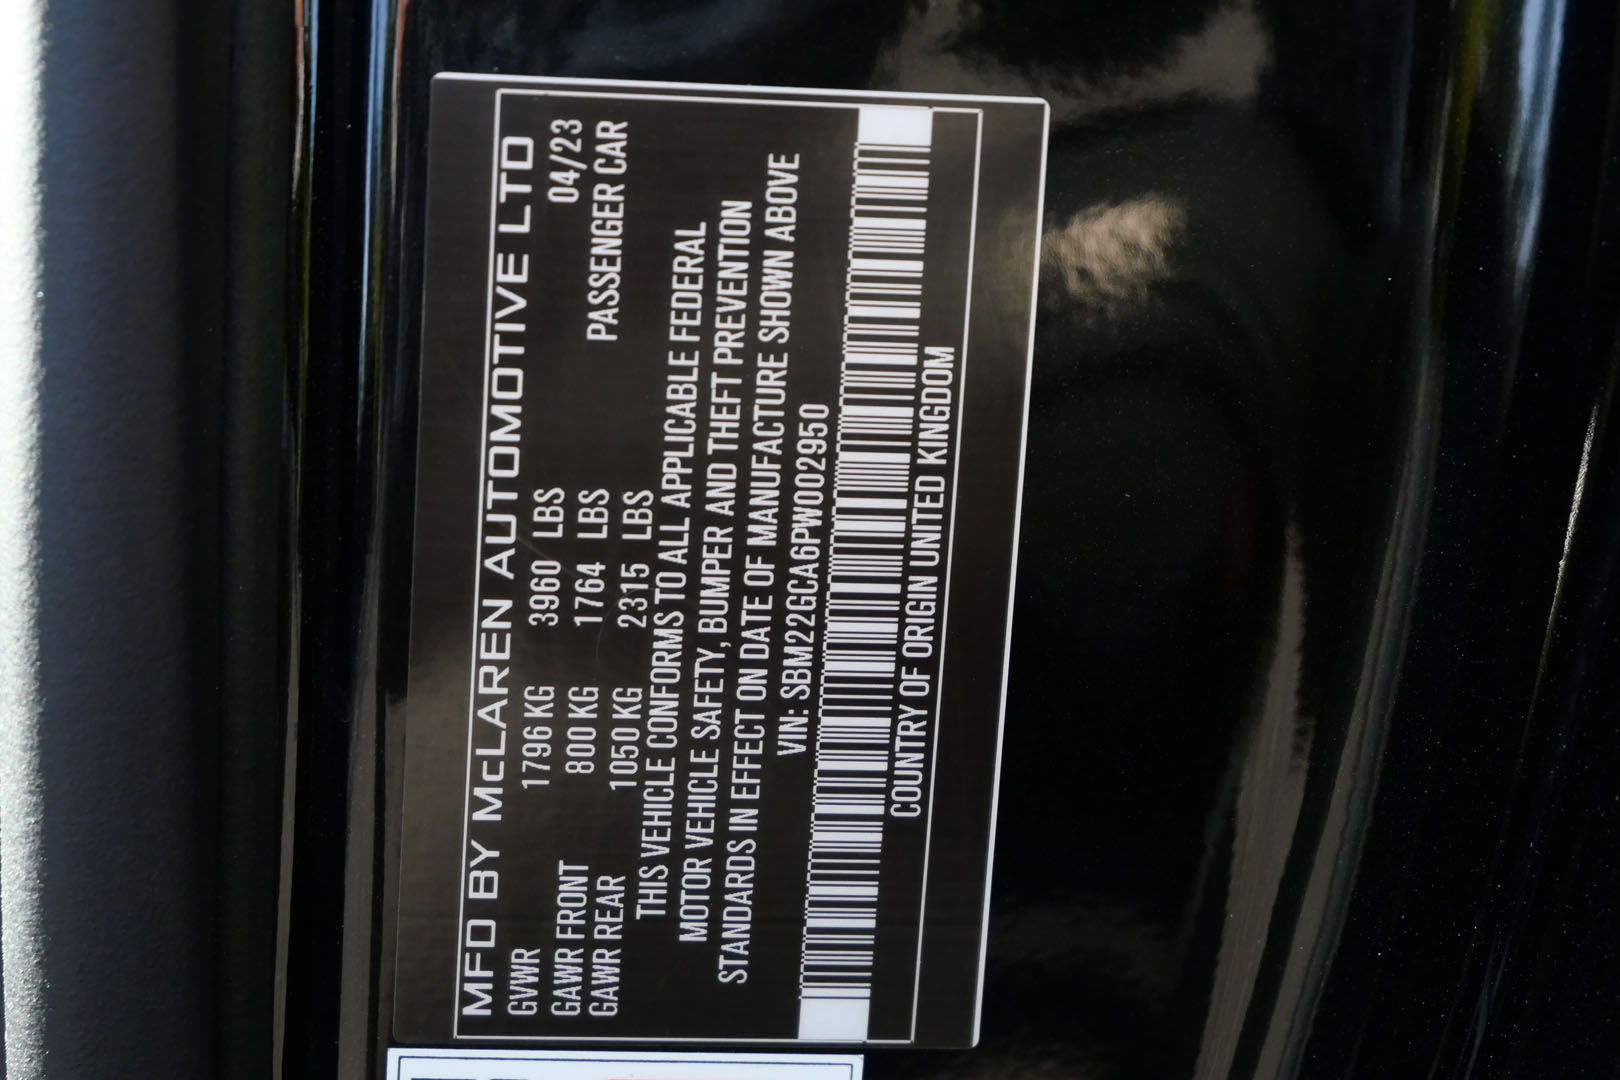 MFD BY McLAREN AUTOMOTIVE LTD
GVWR 1796 KG 3960 LBS 04/23
GAWR FRONT 800 KG 1764 LBS PASSENGER CAR
GAWR REAR 1050 KG 2315 LBS
THIS VEHICLE CONFORMS TO ALL APPLICABLE FEDERAL
MOTOR VEHICLE SAFETY, BUMPER AND THEFT PREVENTION
STANDARDS IN EFFECT ON DATE OF MANUFACTURE SHOWN ABOVE
VIN: SBM22GCA6PW002950
COUNTRY OF ORIGIN UNITED KINGDOM